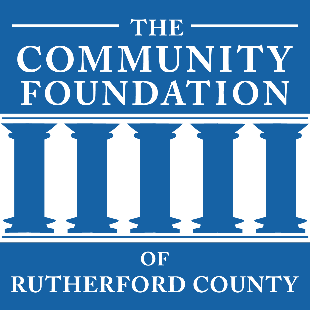 THE
COMMUNITY
FOUNDATION
OF
RUTHERFORD COUNTY